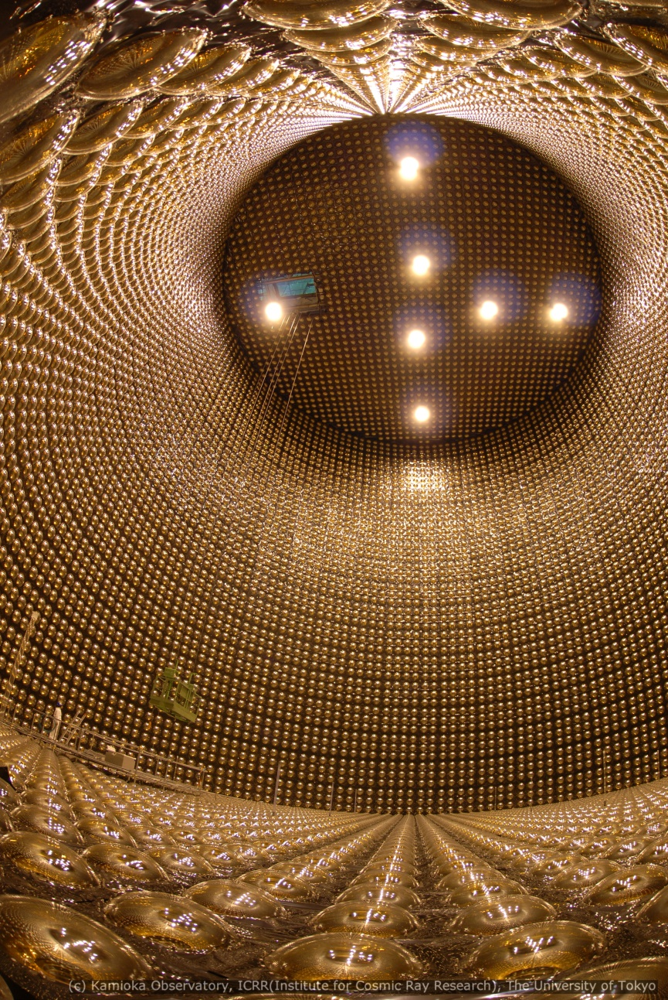 (c) Kamioka Observatory, ICRR(Institute for Cosmic Ray Research), The University of Tokyo